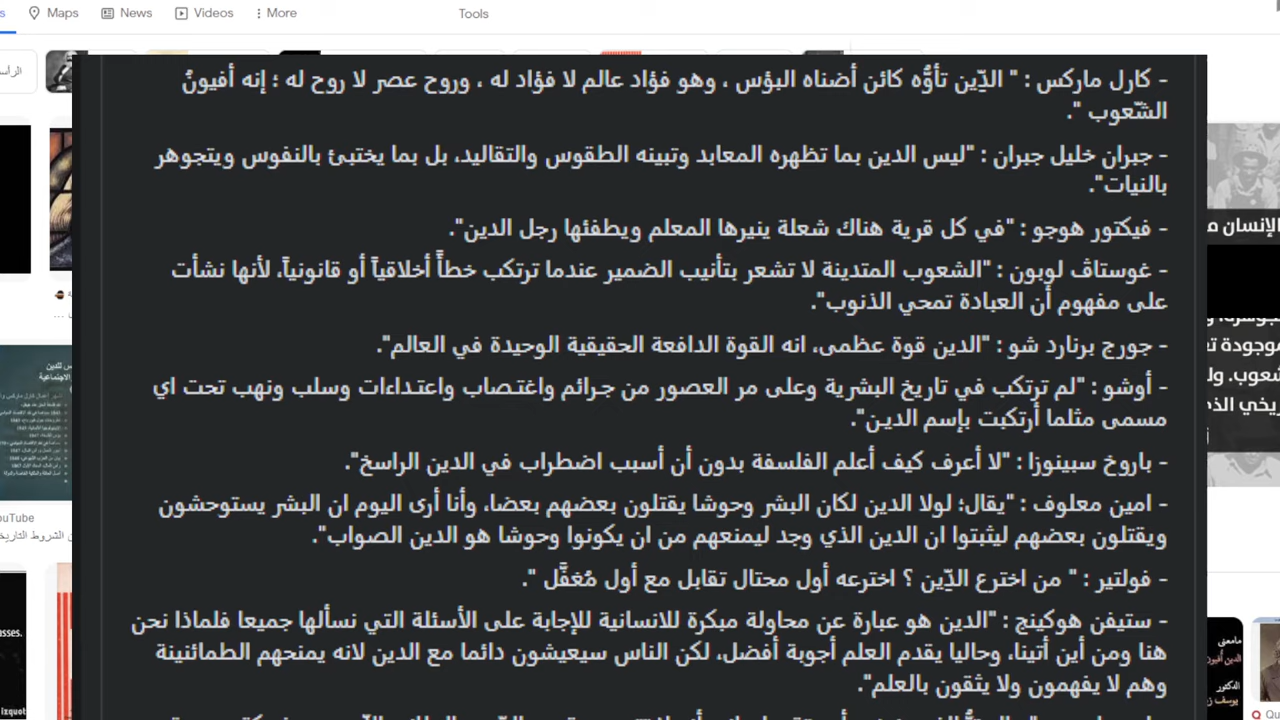 Maps
News
Videos
More
Tools
- كارل ماركس : " الدِّين تأوُّه كائن أضناه البؤس ، وهو فؤاد عالم لا فؤاد له ، وروح عصر لا روح له ؛ إنه أفيونُ
الشّعوب ".
- جبران خليل جبران : "ليس الدين بما تظهره المعابد وتبينه الطقوس والتقاليد، بل بما يختبئ بالنفوس ويتجوهر
بالنيات".
- فيكتور هوجو : "في كل قرية هناك شعلة ينيرها المعلم ويطفئها رجل الدين".
- غوستاڤ لوبون : "الشعوب المتدينة لا تشعر بتأنيب الضمير عندما ترتكب خطأً أخلاقياً أو قانونياً، لأنها نشأت
على مفهوم أن العبادة تمحي الذنوب".
- جورج برنارد شو : "الدين قوة عظمى، انه القوة الدافعة الحقيقية الوحيدة في العالم".
- أوشو : "لم ترتكب في تاريخ البشرية وعلى مر العصور من جـرائم واغتـصاب واعتـداءات وسلب ونهب تحت اي
مسمى مثلما أرتكبت بإسم الديـن".
- باروخ سبينوزا : "لا أعرف كيف أعلم الفلسفة بدون أن أسبب اضطراب في الدين الراسخ".
- امين معلوف : "يقال؛ لولا الدين لكان البشر وحوشا يقتلون بعضهم بعضا، وأنا أرى اليوم ان البشر يستوحشون
ويقتلون بعضهم ليثبتوا ان الدين الذي وجد ليمنعهم من ان يكونوا وحوشا هو الدين الصواب".
- فولتير : " من اخترع الدِّين ؟ اخترعه أول محتال تقابل مع أول مُغفَّل ".
- ستيفن هوكينج : "الدين هو عبارة عن محاولة مبكرة للانسانية للإجابة على الأسئلة التي نسألها جميعا فلماذا نحن
هنا ومن أين أتينا، وحاليا يقدم العلم أجوبة أفضل، لكن الناس سيعيشون دائما مع الدين لانه يمنحهم الطمائنينة
وهم لا يفهمون ولا يثقون بالعلم".
الإنسان